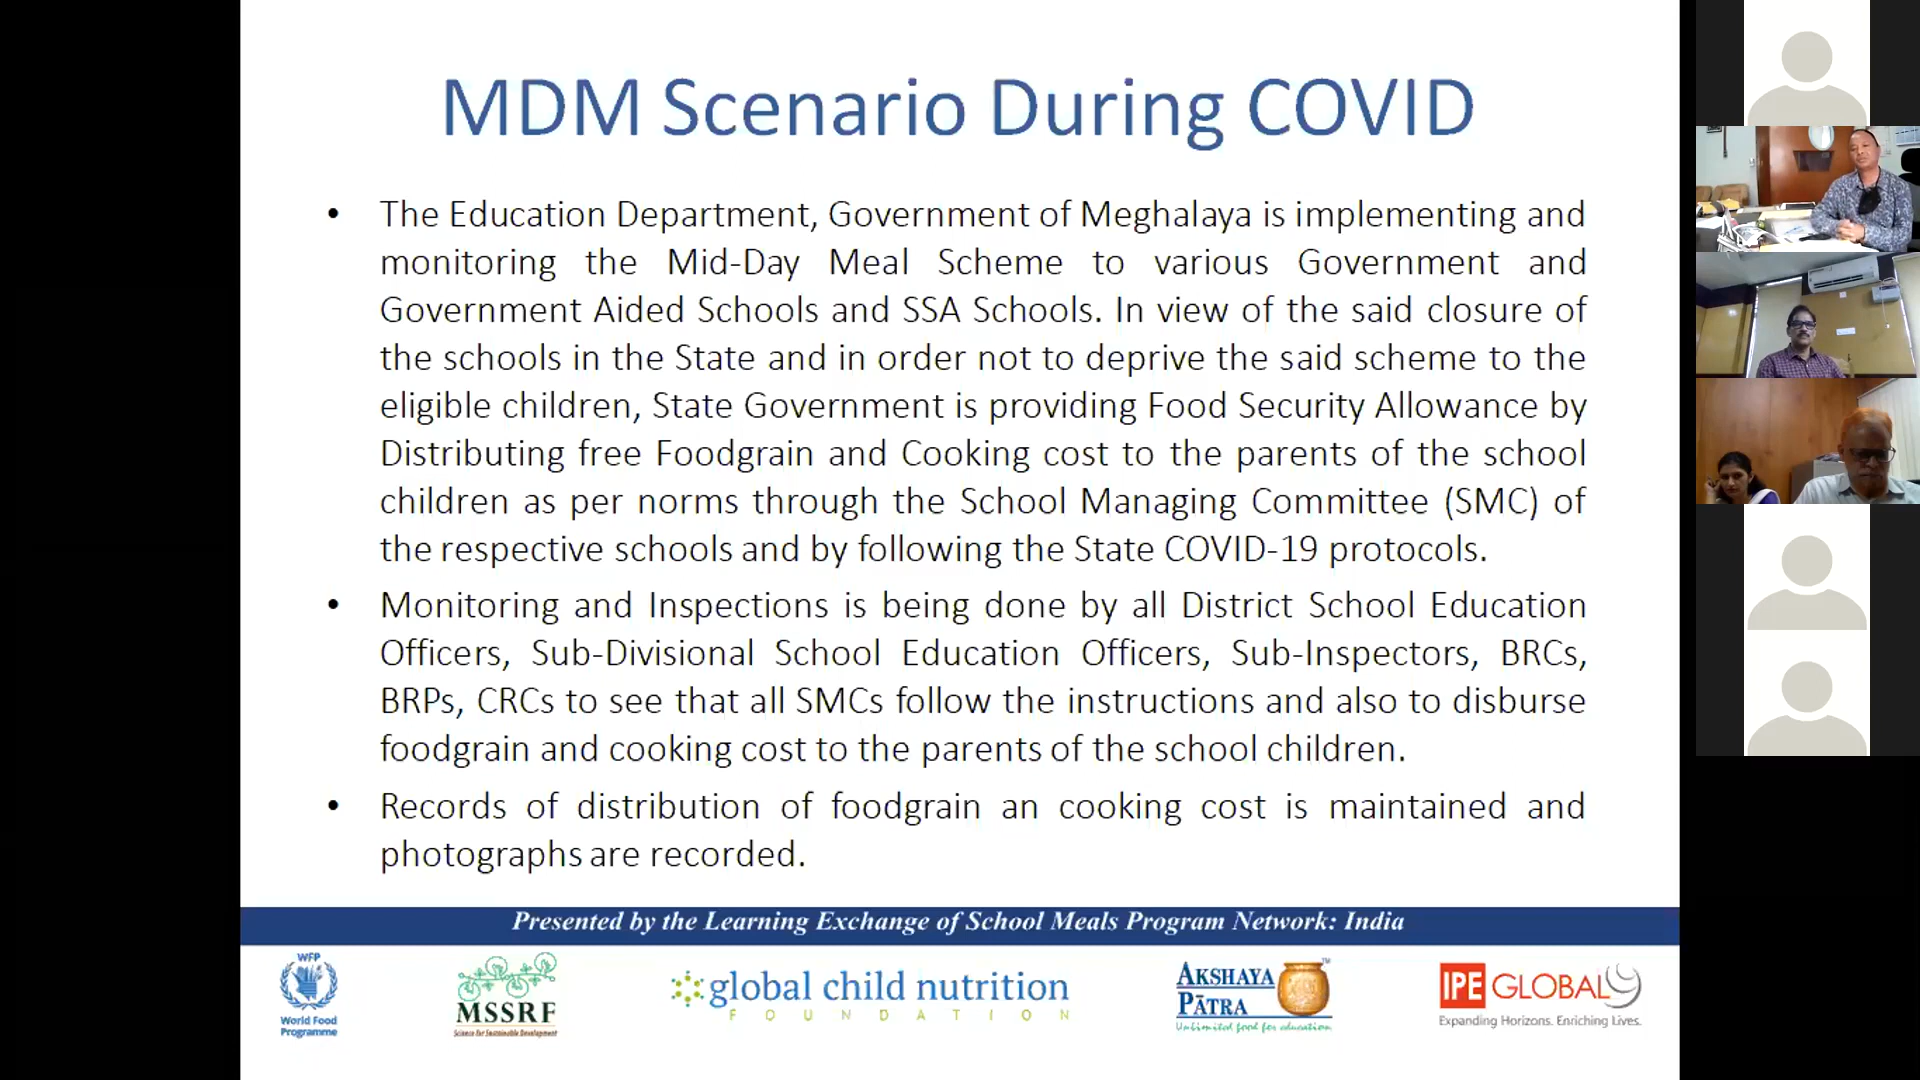 MDM Scenario During COVID
• The Education Department, Government of Meghalaya is implementing and
monitoring the Mid-Day Meal Scheme to various Government and
Government Aided Schools and SSA Schools. In view of the said closure of
the schools in the State and in order not to deprive the said scheme to the
eligible children, State Government is providing Food Security Allowance by
Distributing free Foodgrain and Cooking cost to the parents of the school
children as per norms through the School Managing Committee (SMC) of
the respective schools and by following the State COVID-19 protocols.
• Monitoring and Inspections is being done by all District School Education
Officers, Sub-Divisional School Education Officers, Sub-Inspectors, BRCs,
BRPs, CRCs to see that all SMCs follow the instructions and also to disburse
foodgrain and cooking cost to the parents of the school children.
• Records of distribution of foodgrain an cooking cost is maintained and
photographs are recorded.
Presented by the Learning Exchange of School Meals Program Network: India
WFP
World Food
Programme
MSSRF
Science for Sustainable Development
global child nutrition
FOUNDATION
AKSHAYA
PĀTRA
TM
Unlimited food for education
IPE GLOBAL
Expanding Horizons. Enriching Lives.